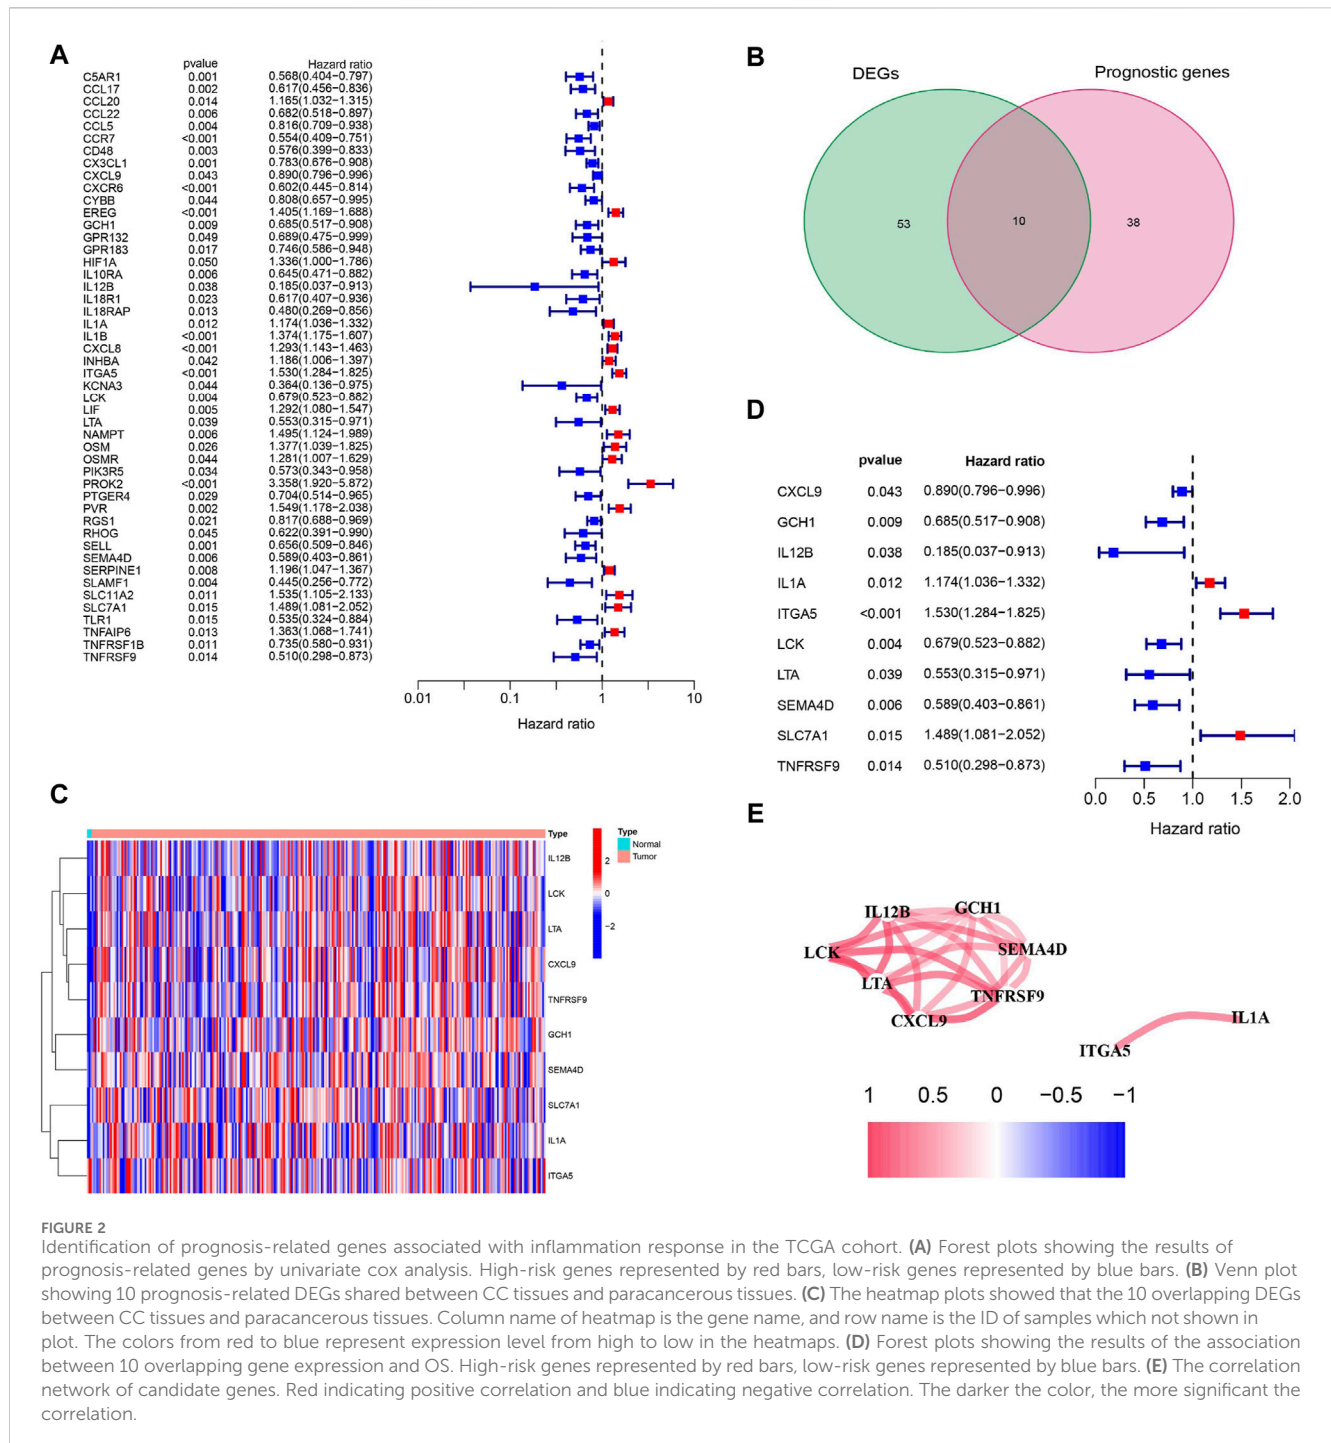 A
pvalue Hazard ratio
C5AR1 0.001 0.568(0.404−0.797)
CCL17 0.002 0.617(0.456−0.836)
CCL20 0.014 1.165(1.032−1.315)
CCL22 0.006 0.682(0.518−0.897)
CCL5 0.004 0.816(0.709−0.938)
CCR7 <0.001 0.554(0.409−0.751)
CD48 0.003 0.576(0.399−0.833)
CX3CL1 0.001 0.783(0.676−0.908)
CXCL9 0.043 0.890(0.796−0.996)
CXCR6 <0.001 0.602(0.445−0.814)
CYBB 0.044 0.808(0.657−0.995)
EREG <0.001 1.405(1.169−1.688)
GCH1 0.009 0.685(0.517−0.908)
GPR132 0.049 0.689(0.475−0.999)
GPR183 0.017 0.746(0.586−0.948)
HIF1A 0.050 1.336(1.000−1.786)
IL10RA 0.006 0.645(0.471−0.882)
IL12B 0.038 0.185(0.037−0.913)
IL18R1 0.023 0.617(0.407−0.936)
IL18RAP 0.013 0.480(0.269−0.856)
IL1A 0.012 1.174(1.036−1.332)
IL1B <0.001 1.374(1.175−1.607)
CXCL8 <0.001 1.293(1.143−1.463)
INHBA 0.042 1.186(1.006−1.397)
ITGA5 <0.001 1.530(1.284−1.825)
KCNA3 0.044 0.364(0.136−0.975)
LCK 0.004 0.679(0.523−0.882)
LIF 0.005 1.292(1.080−1.547)
LTA 0.039 0.553(0.315−0.971)
NAMPT 0.006 1.495(1.124−1.989)
OSM 0.026 1.377(1.039−1.825)
OSMR 0.044 1.281(1.007−1.629)
PIK3R5 0.034 0.573(0.343−0.958)
PROK2 <0.001 3.358(1.920−5.872)
PTGER4 0.029 0.704(0.514−0.965)
PVR 0.002 1.549(1.178−2.038)
RGS1 0.021 0.817(0.688−0.969)
RHOG 0.045 0.622(0.391−0.990)
SELL 0.001 0.656(0.509−0.846)
SEMA4D 0.006 0.589(0.403−0.861)
SERPINE1 0.008 1.196(1.047−1.367)
SLAMF1 0.004 0.445(0.256−0.772)
SLC11A2 0.011 1.535(1.105−2.133)
SLC7A1 0.015 1.489(1.081−2.052)
TLR1 0.015 0.535(0.324−0.884)
TNFAIP6 0.013 1.363(1.068−1.741)
TNFRSF1B 0.011 0.735(0.580−0.931)
TNFRSF9 0.014 0.510(0.298−0.873)
0.01 0.1 1 10
Hazard ratio
B
DEGs Prognostic genes
53 10 38
C
Type
IL12B
LCK
LTA
CXCL9
TNFRSF9
GCH1
SEMA4D
SLC7A1
IL1A
ITGA5
2
0
−2
Type
Normal
Tumor
D
pvalue Hazard ratio
CXCL9 0.043 0.890(0.796−0.996)
GCH1 0.009 0.685(0.517−0.908)
IL12B 0.038 0.185(0.037−0.913)
IL1A 0.012 1.174(1.036−1.332)
ITGA5 <0.001 1.530(1.284−1.825)
LCK 0.004 0.679(0.523−0.882)
LTA 0.039 0.553(0.315−0.971)
SEMA4D 0.006 0.589(0.403−0.861)
SLC7A1 0.015 1.489(1.081−2.052)
TNFRSF9 0.014 0.510(0.298−0.873)
0.0 0.5 1.0 1.5 2.0
Hazard ratio
E
IL12B GCH1
LCK SEMA4D
LTA TNFRSF9
CXCL9 IL1A
ITGA5
1 0.5 0 −0.5 −1
FIGURE 2
Identification of prognosis-related genes associated with inflammation response in the TCGA cohort. (A) Forest plots showing the results of
prognosis-related genes by univariate cox analysis. High-risk genes represented by red bars, low-risk genes represented by blue bars. (B) Venn plot
showing 10 prognosis-related DEGs shared between CC tissues and paracancerous tissues. (C) The heatmap plots showed that the 10 overlapping DEGs
between CC tissues and paracancerous tissues. Column name of heatmap is the gene name, and row name is the ID of samples which not shown in
plot. The colors from red to blue represent expression level from high to low in the heatmaps. (D) Forest plots showing the results of the association
between 10 overlapping gene expression and OS. High-risk genes represented by red bars, low-risk genes represented by blue bars. (E) The correlation
network of candidate genes. Red indicating positive correlation and blue indicating negative correlation. The darker the color, the more significant the
correlation.